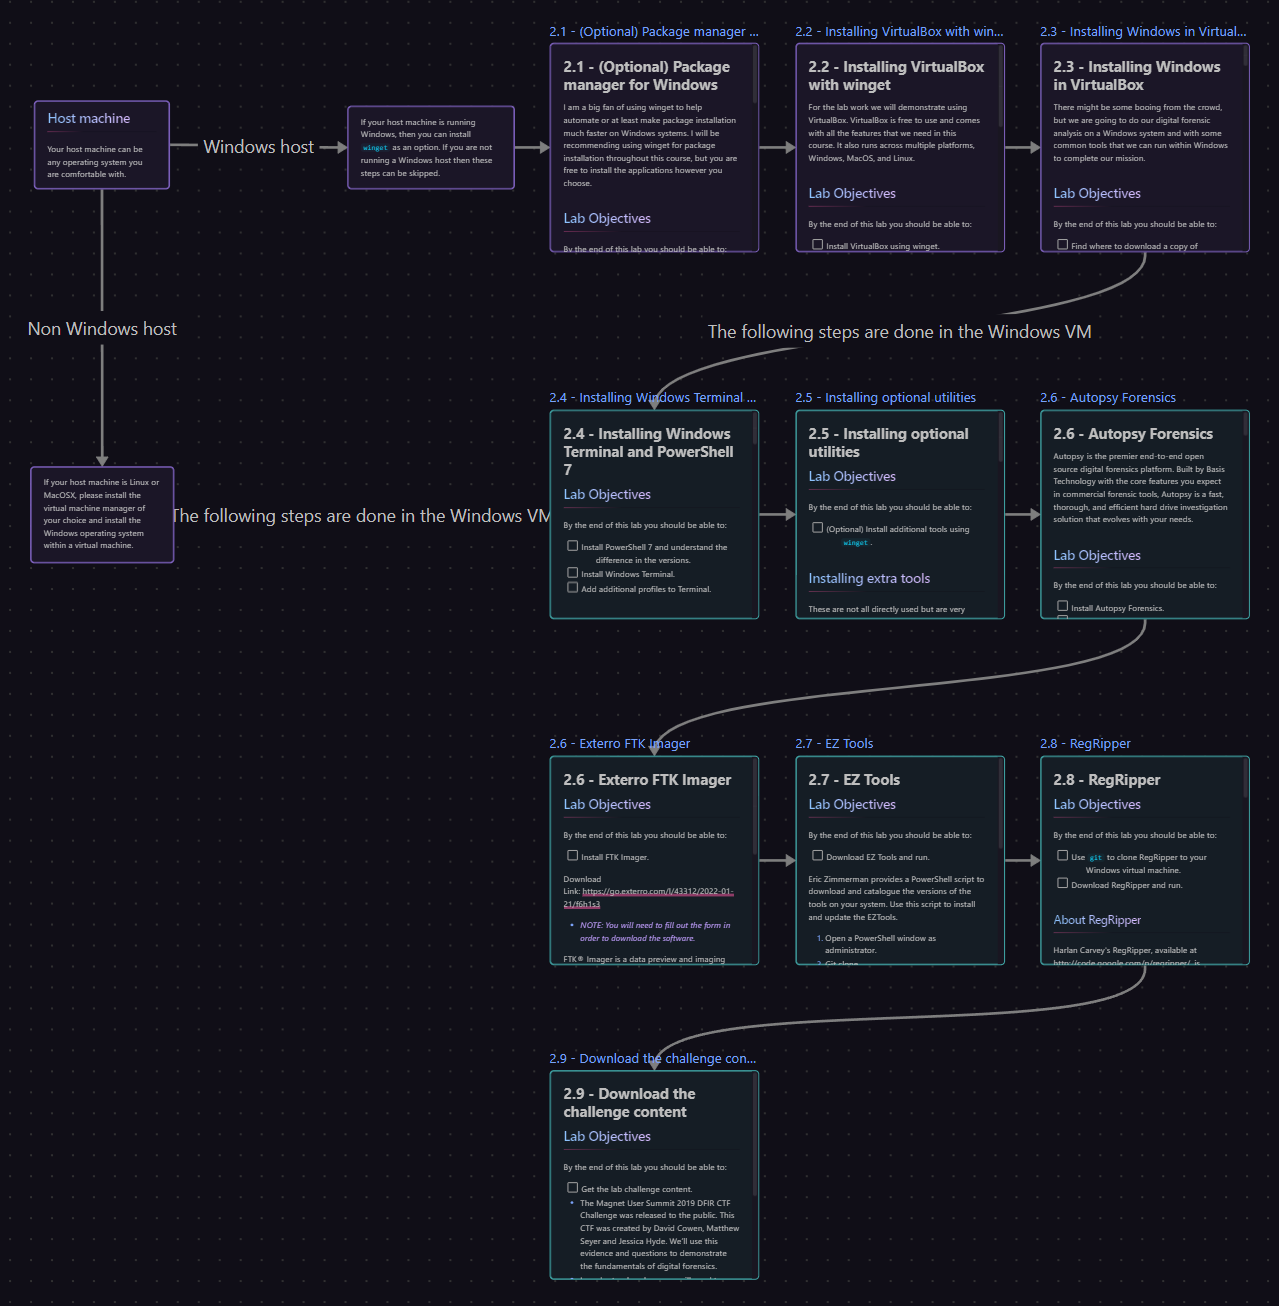 2.1 - (Optional) Package manager ...
2.2 - Installing VirtualBox with win...
2.3 - Installing Windows in Virtual...
Host machine
Your host machine can be
any operating system you
are comfortable with.
Windows host
If your host machine is running
Windows, then you can install
winget as an option. If you are not
running a Windows host then these
steps can be skipped.
2.1 - (Optional) Package
manager for Windows
I am a big fan of using winget to help
automate or at least make package installation
much faster on Windows systems. I will be
recommending using winget for package
installation throughout this course, but you are
free to install the applications however you
choose.
Lab Objectives
By the end of this lab you should be able to:
2.2 - Installing VirtualBox
with winget
For the lab work we will demonstrate using
VirtualBox. VirtualBox is free to use and comes
with all the features that we need in this
course. It also runs across multiple platforms,
Windows, MacOS, and Linux.
Lab Objectives
By the end of this lab you should be able to:
Install VirtualBox using winget.
2.3 - Installing Windows
in VirtualBox
There might be some booing from the crowd,
but we are going to do our digital forensic
analysis on a Windows system and with some
common tools that we can run within Windows
to complete our mission.
Lab Objectives
By the end of this lab you should be able to:
Find where to download a copy of
Non Windows host
The following steps are done in the Windows VM
If your host machine is Linux or
MacOSX, please install the
virtual machine manager of
your choice and install the
Windows operating system
within a virtual machine.
The following steps are done in the Windows VM
2.4 - Installing Windows Terminal ...
2.5 - Installing optional utilities
2.6 - Autopsy Forensics
2.4 - Installing Windows
Terminal and PowerShell
7
Lab Objectives
By the end of this lab you should be able to:
Install PowerShell 7 and understand the
difference in the versions.
Install Windows Terminal.
Add additional profiles to Terminal.
2.5 - Installing optional
utilities
Lab Objectives
By the end of this lab you should be able to:
(Optional) Install additional tools using
winget.
Installing extra tools
These are not all directly used but are very
2.6 - Autopsy Forensics
Autopsy is the premier end-to-end open
source digital forensics platform. Built by Basis
Technology with the core features you expect
in commercial forensic tools, Autopsy is a fast,
thorough, and efficient hard drive investigation
solution that evolves with your needs.
Lab Objectives
By the end of this lab you should be able to:
Install Autopsy Forensics.
2.6 - Exterro FTK Imager
2.7 - EZ Tools
2.8 - RegRipper
2.6 - Exterro FTK Imager
Lab Objectives
By the end of this lab you should be able to:
Install FTK Imager.
Download
Link: https://go.exterro.com/l/43312/2022-01-
21/f6h1s3
• NOTE: You will need to fill out the form in
order to download the software.
FTK® Imager is a data preview and imaging
2.7 - EZ Tools
Lab Objectives
By the end of this lab you should be able to:
Download EZ Tools and run.
Eric Zimmerman provides a PowerShell script to
download and catalogue the versions of the
tools on your system. Use this script to install
and update the EZTools.
1. Open a PowerShell window as
administrator.
2. Git clone
2.8 - RegRipper
Lab Objectives
By the end of this lab you should be able to:
Use git to clone RegRipper to your
Windows virtual machine.
Download RegRipper and run.
About RegRipper
Harlan Carvey's RegRipper, available at
http://code.google.com/p/regripper/, is
2.9 - Download the challenge con...
2.9 - Download the
challenge content
Lab Objectives
By the end of this lab you should be able to:
Get the lab challenge content.
• The Magnet User Summit 2019 DFIR CTF
Challenge was released to the public. This
CTF was created by David Cowen, Matthew
Seyer and Jessica Hyde. We'll use this
evidence and questions to demonstrate
the fundamentals of digital forensics.